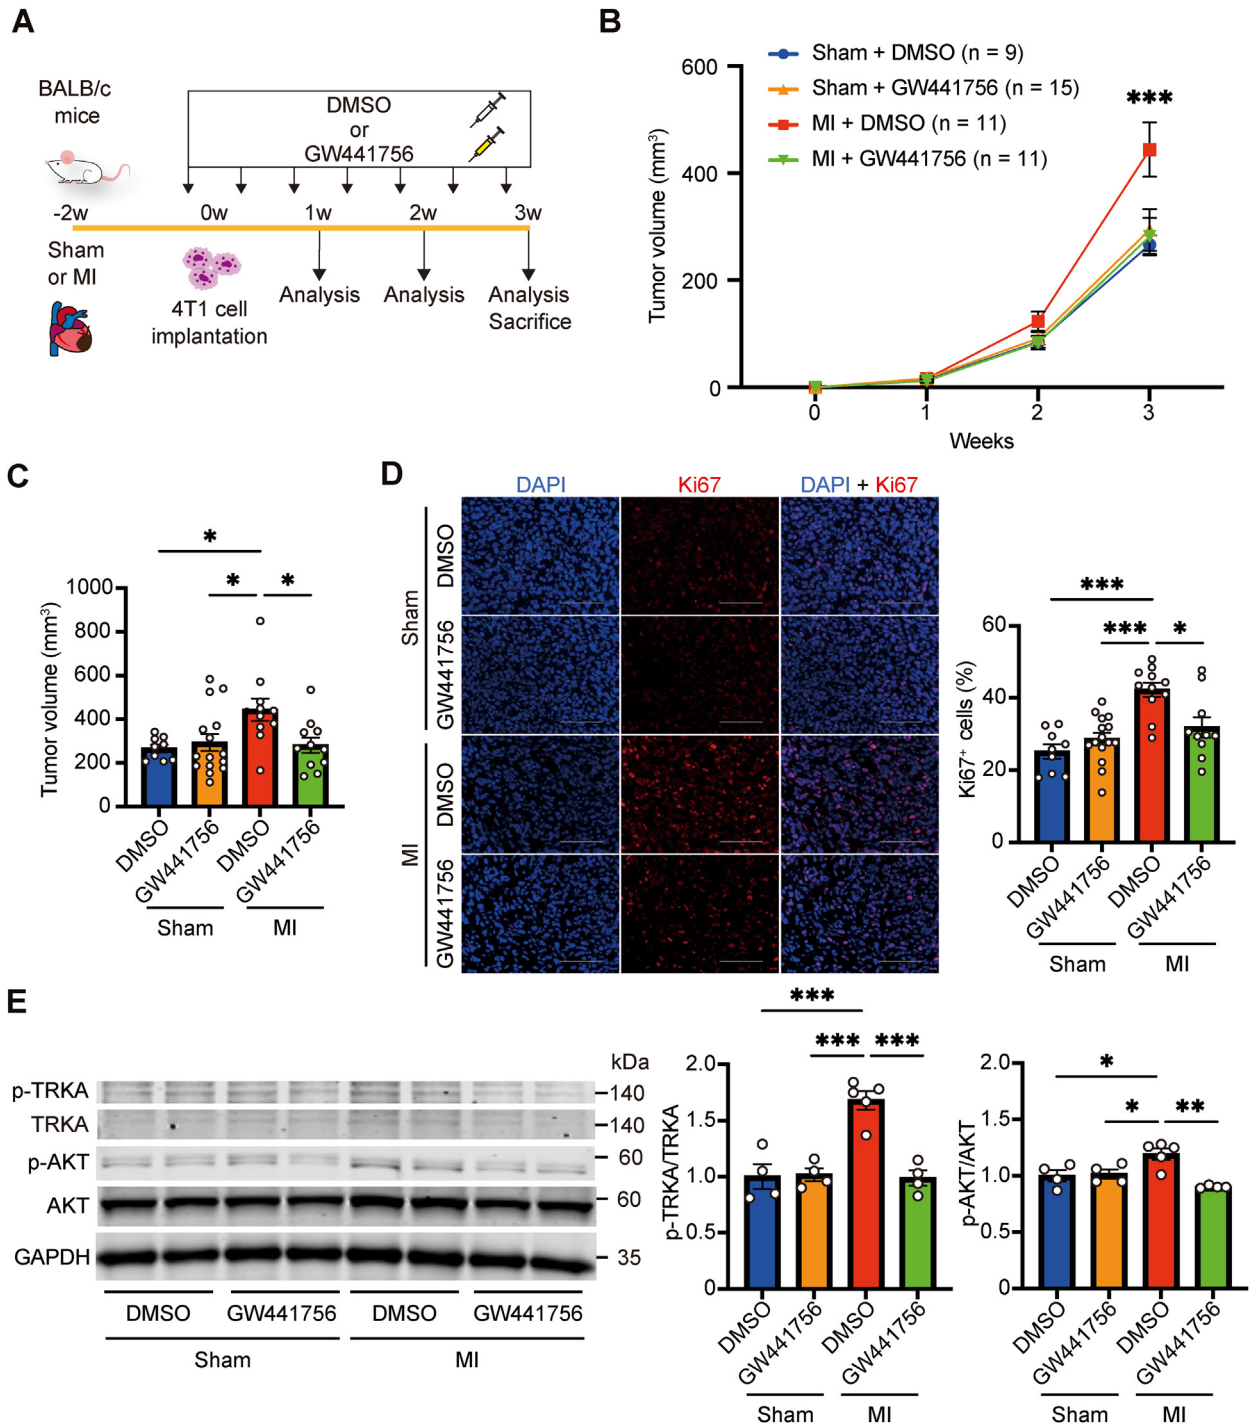 A
BALB/c
mice
DMSO
or
GW441756
-2w
0w
1w
2w
3w
Sham
or MI
4T1 cell
implantation
Analysis
Analysis
Analysis
Sacrifice
B
Sham + DMSO (n = 9)
Sham + GW441756 (n = 15)
MI + DMSO (n = 11)
MI + GW441756 (n = 11)
***
Tumor volume (mm³)
600
400
200
0
0
1
2
3
Weeks
C
*
*
*
Tumor volume (mm³)
1000
800
600
400
200
0
DMSO
GW441756
DMSO
GW441756
Sham
MI
D
DAPI
Ki67
DAPI + Ki67
Sham
DMSO
GW441756
MI
DMSO
GW441756
***
***
*
Ki67⁺ cells (%)
60
40
20
0
DMSO
GW441756
DMSO
GW441756
Sham
MI
E
kDa
p-TRKA
140
TRKA
140
p-AKT
60
AKT
60
GAPDH
35
DMSO
GW441756
DMSO
GW441756
Sham
MI
***
***
***
p-TRKA/TRKA
2.0
1.5
1.0
0.5
0
DMSO
GW441756
DMSO
GW441756
Sham
MI
*
*
**
p-AKT/AKT
2.0
1.5
1.0
0.5
0
DMSO
GW441756
DMSO
GW441756
Sham
MI